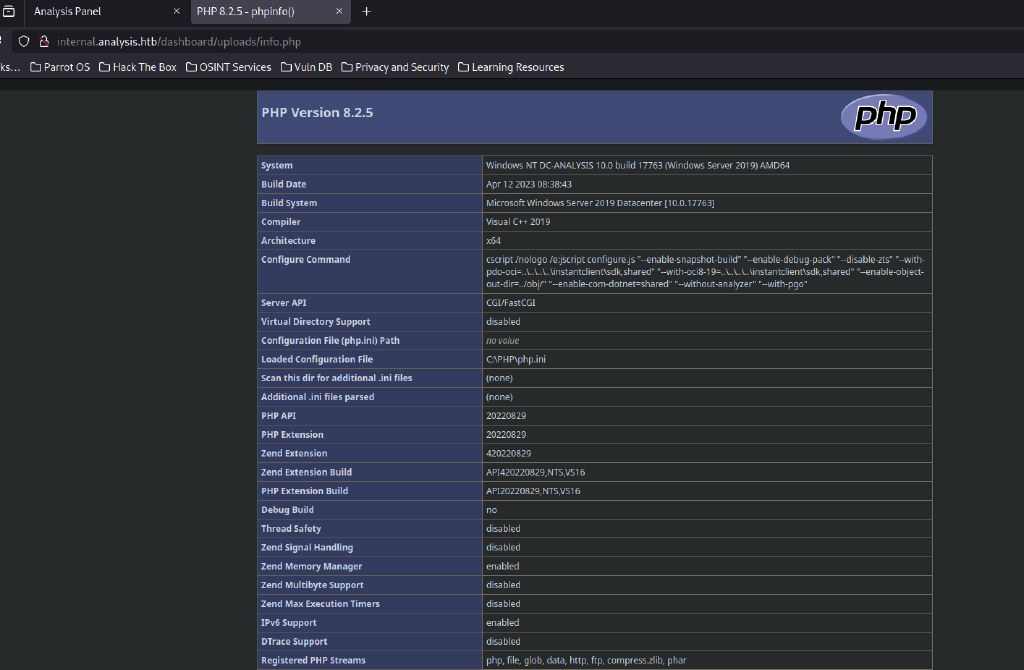 Analysis Panel
PHP 8.2.5 - phpinfo()
internal.analysis.htb/dashboard/uploads/info.php
ks... Parrot OS Hack The Box OSINT Services Vuln DB Privacy and Security Learning Resources
PHP Version 8.2.5
php
System Windows NT DC-ANALYSIS 10.0 build 17763 (Windows Server 2019) AMD64
Build Date Apr 12 2023 08:38:43
Build System Microsoft Windows Server 2019 Datacenter [10.0.17763]
Compiler Visual C++ 2019
Architecture x64
Configure Command cscript /nologo /e:jscript configure.js "--enable-snapshot-build" "--enable-debug-pack" "--disable-zts" "--with-
pdo-oci=..\..\..\..\instantclient\sdk,shared" "--with-oci8-19=..\..\..\..\instantclient\sdk,shared" "--enable-object-
out-dir=../obj/" "--enable-com-dotnet=shared" "--without-analyzer" "--with-pgo"
Server API CGI/FastCGI
Virtual Directory Support disabled
Configuration File (php.ini) Path no value
Loaded Configuration File C:\PHP\php.ini
Scan this dir for additional .ini files (none)
Additional .ini files parsed (none)
PHP API 20220829
PHP Extension 20220829
Zend Extension 420220829
Zend Extension Build API420220829,NTS,VS16
PHP Extension Build API20220829,NTS,VS16
Debug Build no
Thread Safety disabled
Zend Signal Handling disabled
Zend Memory Manager enabled
Zend Multibyte Support disabled
Zend Max Execution Timers disabled
IPv6 Support enabled
DTrace Support disabled
Registered PHP Streams php, file, glob, data, http, ftp, compress.zlib, phar